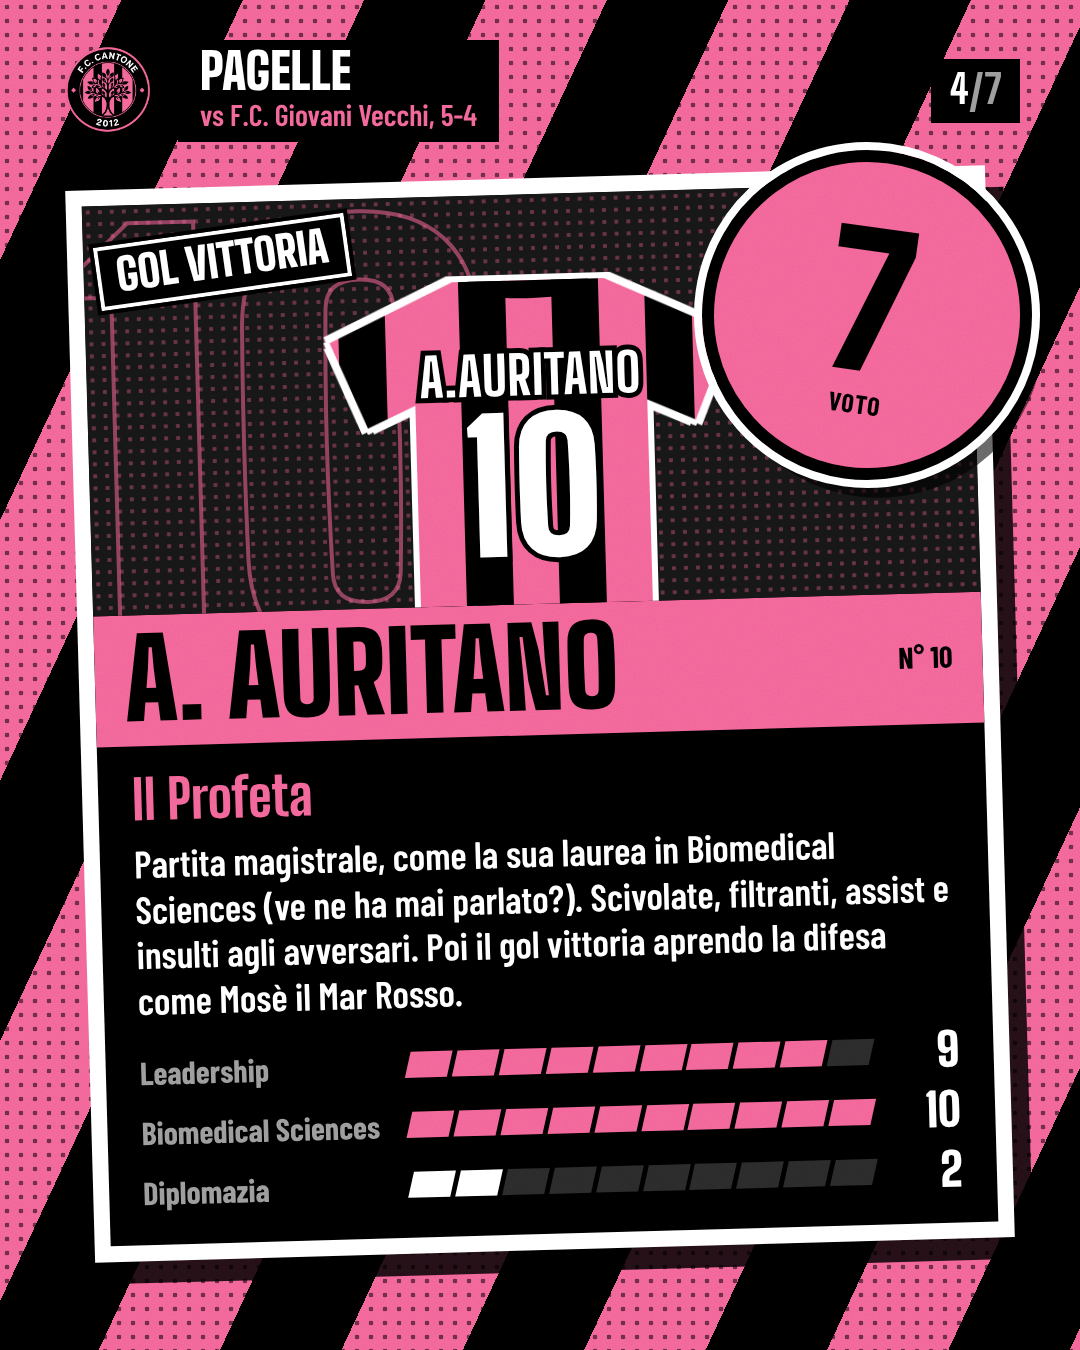 F.C. CANTONE
2012
PAGELLE
vs F.C. Giovani Vecchi, 5-4
4/7
GOL VITTORIA
10
A.AURITANO
10
7
VOTO
A. AURITANO
N° 10
Il Profeta
Partita magistrale, come la sua laurea in Biomedical
Sciences (ve ne ha mai parlato?). Scivolate, filtranti, assist e
insulti agli avversari. Poi il gol vittoria aprendo la difesa
come Mosè il Mar Rosso.
Leadership 9
Biomedical Sciences 10
Diplomazia 2